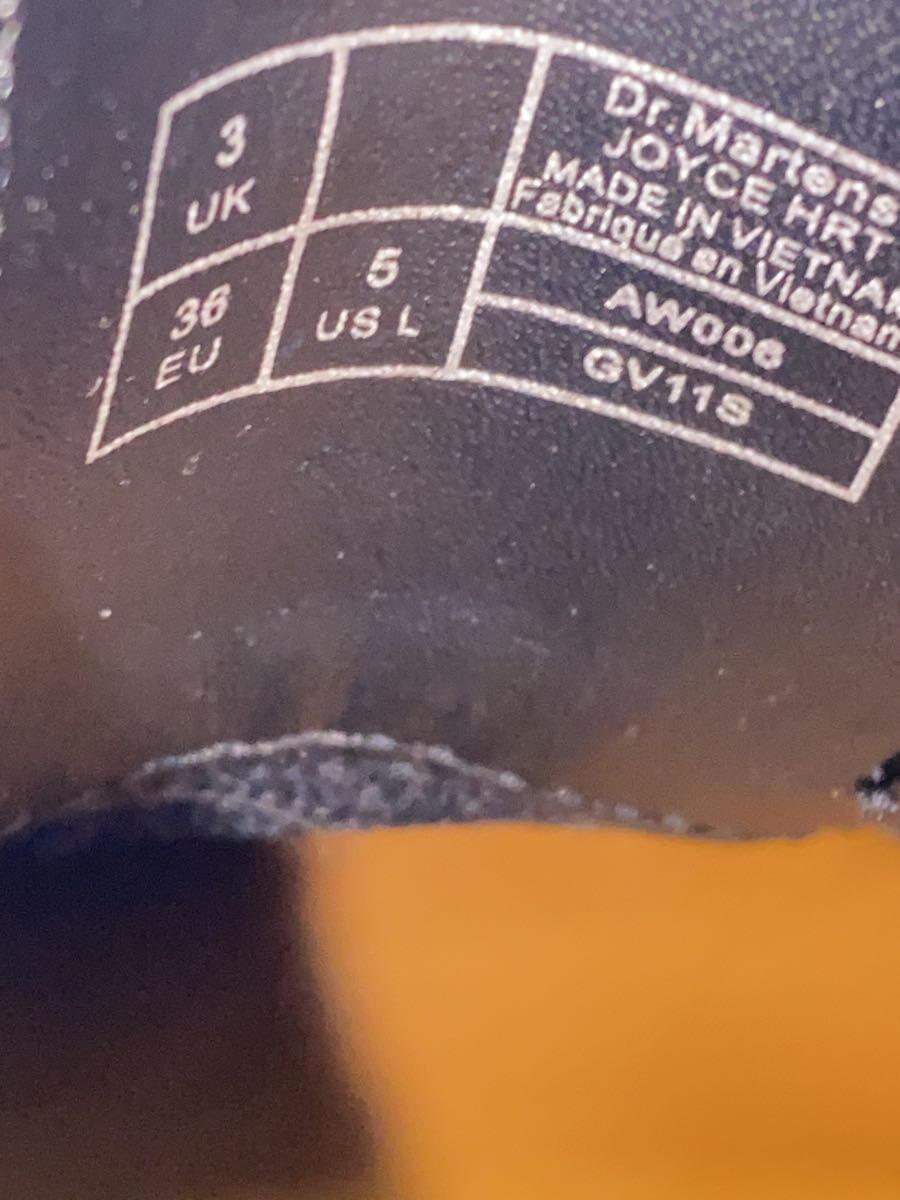 3
UK
36
EU
5
US L
Dr.Martens
JOYCE HRT
MADE IN VIETNAM
Fabriqué en Vietnam
AW006
GV11S